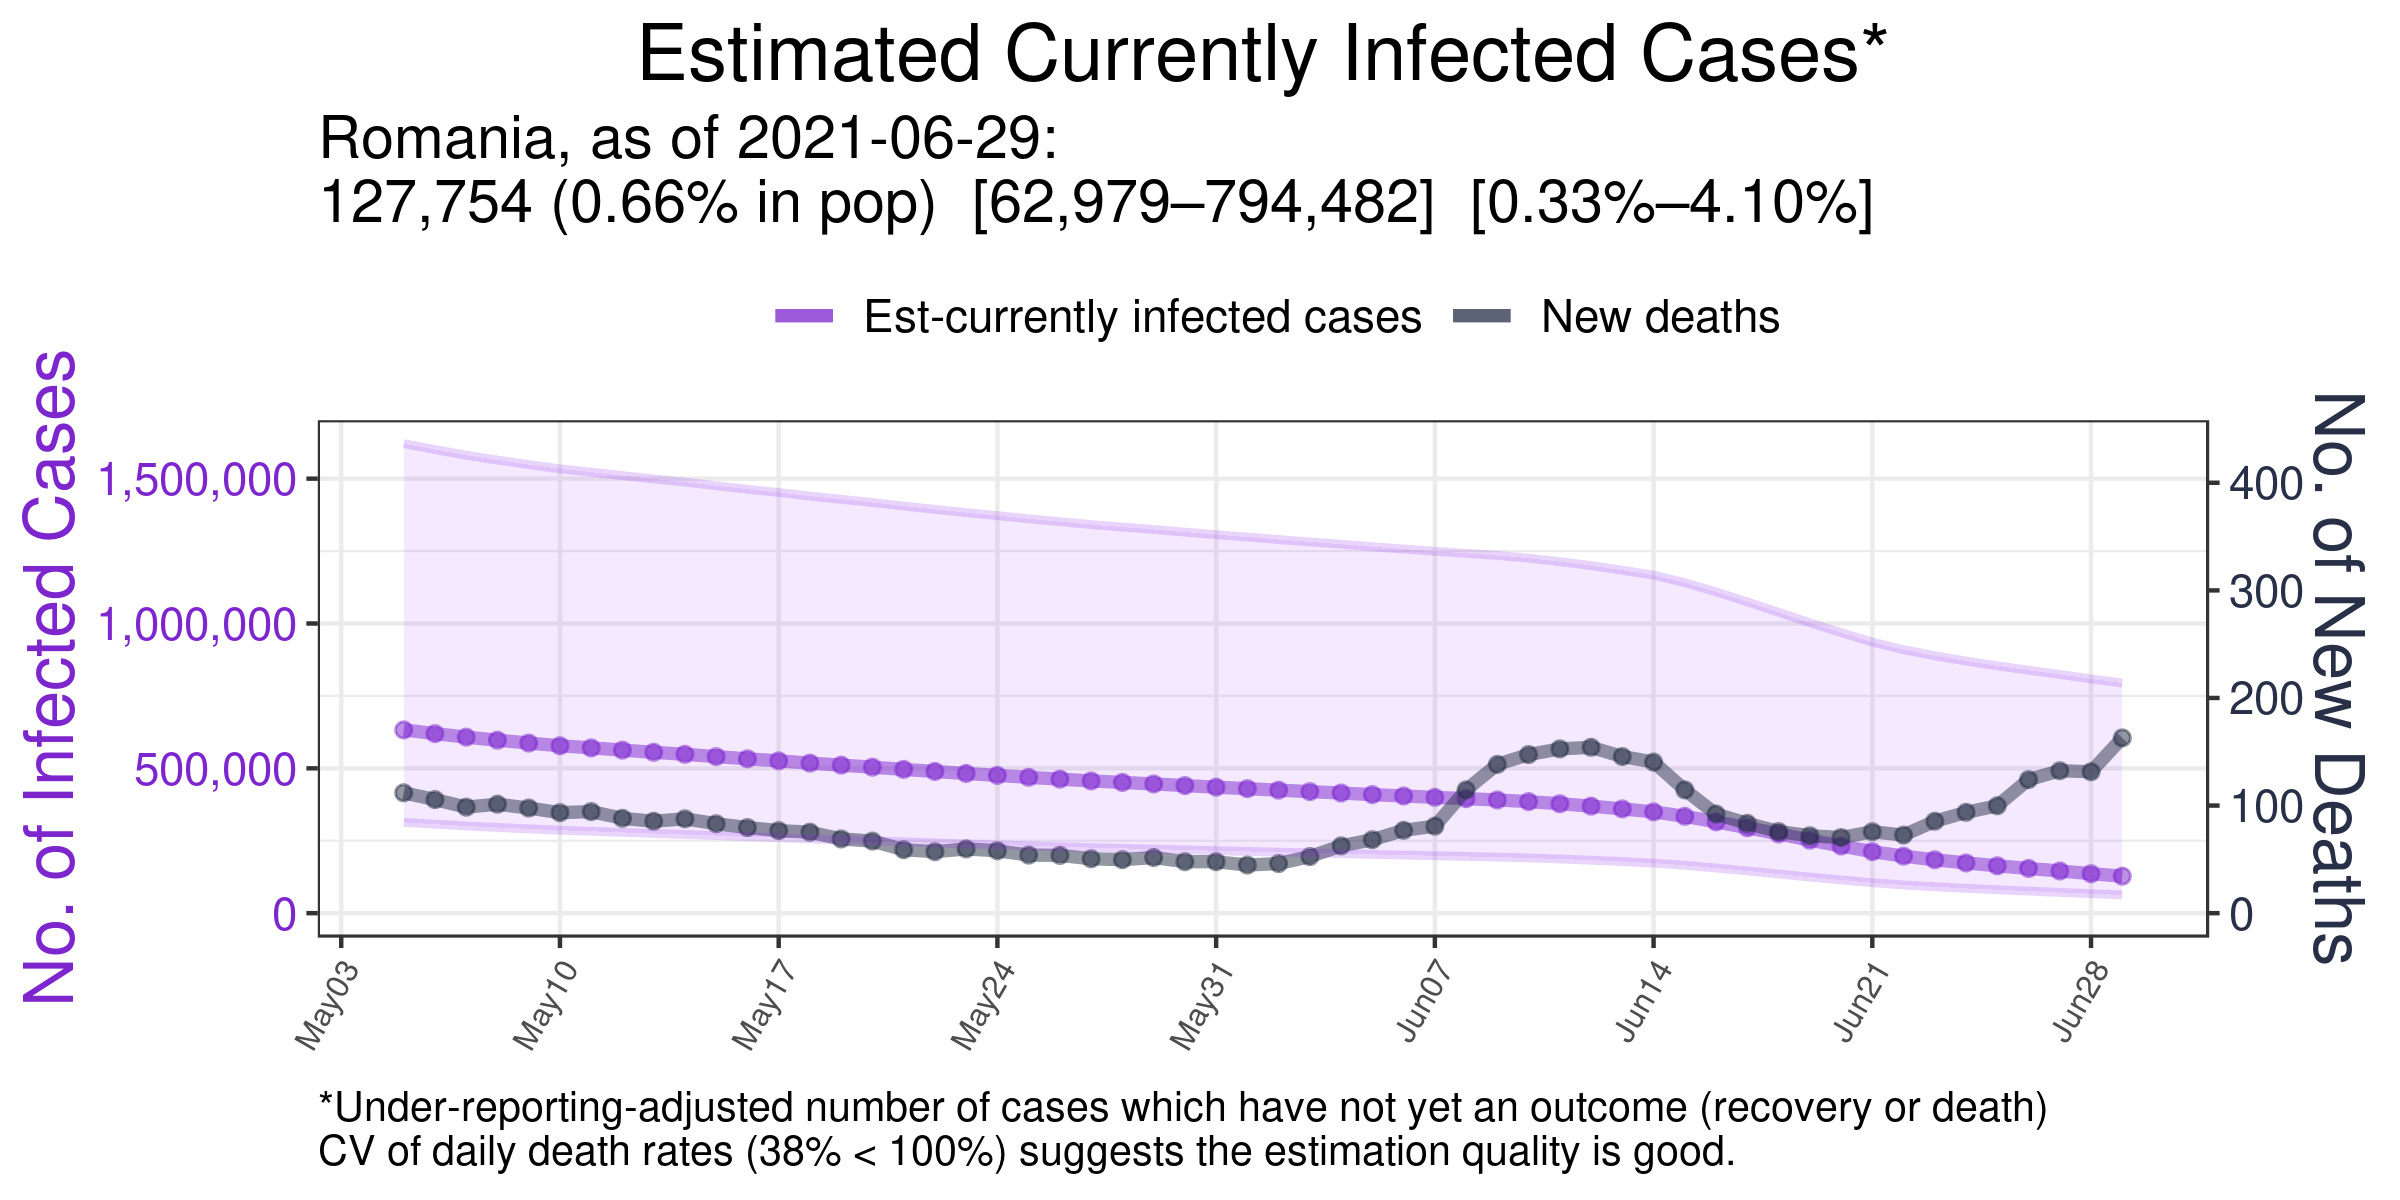 Estimated Currently Infected Cases*
Romania, as of 2021-06-29:
127,754 (0.66% in pop) [62,979–794,482] [0.33%–4.10%]
Est-currently infected cases
New deaths
No. of Infected Cases
1,500,000
1,000,000
500,000
0
400
300
200
100
0
No. of New Deaths
May03
May10
May17
May24
May31
Jun07
Jun14
Jun21
Jun28
*Under-reporting-adjusted number of cases which have not yet an outcome (recovery or death)
CV of daily death rates (38% < 100%) suggests the estimation quality is good.